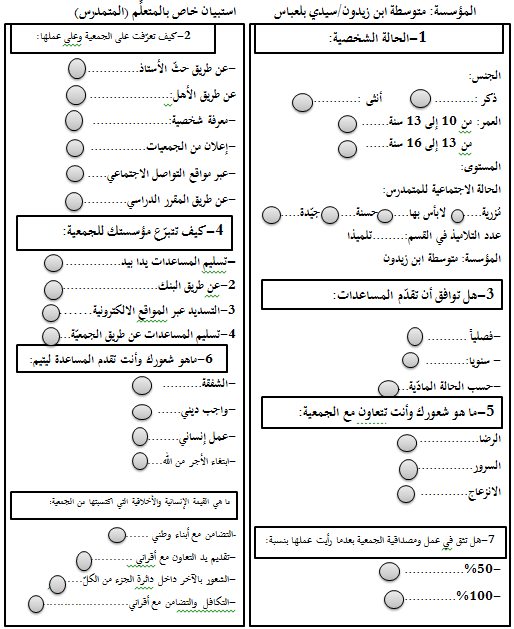 المؤسسة: متوسطة ابن زيدون/سيدي بلعباس
استبيان خاص بالمتعلّم (المتمدرس)
1–الحالة الشخصية:
الجنس:
ذكر :........... أنثى :...........
العمر: من 10 إلى 13 سنة......
من 13 إلى 16 سنة......
المستوى:
الحالة الاجتماعية للمتمدرس:
مُزرية.... لابأس بها.... حسنة..... جيّدة.....
عدد التلاميذ في القسم:.........تلميذا
المؤسسة: متوسطة ابن زيدون
2–كيف تعرّفت على الجمعية وعلى عملها:
–عن طريق حثّ الأستاذ...........
عن طريق الأهل:.............
–معرفة شخصية:............
–إعلان من الجمعيات...........
–عبر مواقع التواصل الاجتماعي.....
–عن طريق المقرر الدراسي.......
3–هل توافق أن تقدّم المساعدات:
–فصلياً ............
– سنويا:...........
–حسب الحالة المادّية....
4–كيف تتبرّع مؤسستك للجمعية:
–تسليم المساعدات يدا بيد ...........
2–عن طريق البنك.................
3–التسديد عبر المواقع الالكترونية........
4–تسليم المساعدات عن طريق الجمعيّة....
5–ما هو شعورك وأنت تتعاون مع الجمعية:
الرضا...............
السرور..............
الانزعاج............
6–ماهو شعورك وأنت تقدم المساعدة ليتيم:
–الشفقة..........
–واجب ديني......
–عمل إنساني.......
–ابتغاء الأجر من الله....
7–هل تثق في عمل ومصداقية الجمعية بعدما رأيت عملها بنسبة:
–50%............
–100%...........
ما هي القيمة الإنسانية والأخلاقية التي اكتسبتها من الجمعية:
–التضامن مع أبناء وطني ......
–تقديم يد التعاون مع أقراني ..........
–الشعور بالآخر داخل دائرة الجزء من الكلّ....
–التكافل والتضامن مع أقراني ..................